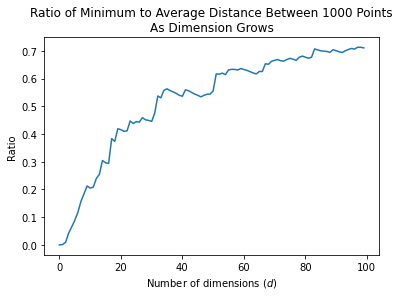 Ratio of Minimum to Average Distance Between 1000 Points
As Dimension Grows
0.7
0.6
0.5
0.4
0.3
0.2
0.1
0.0
Ratio
0 20 40 60 80 100
Number of dimensions (d)